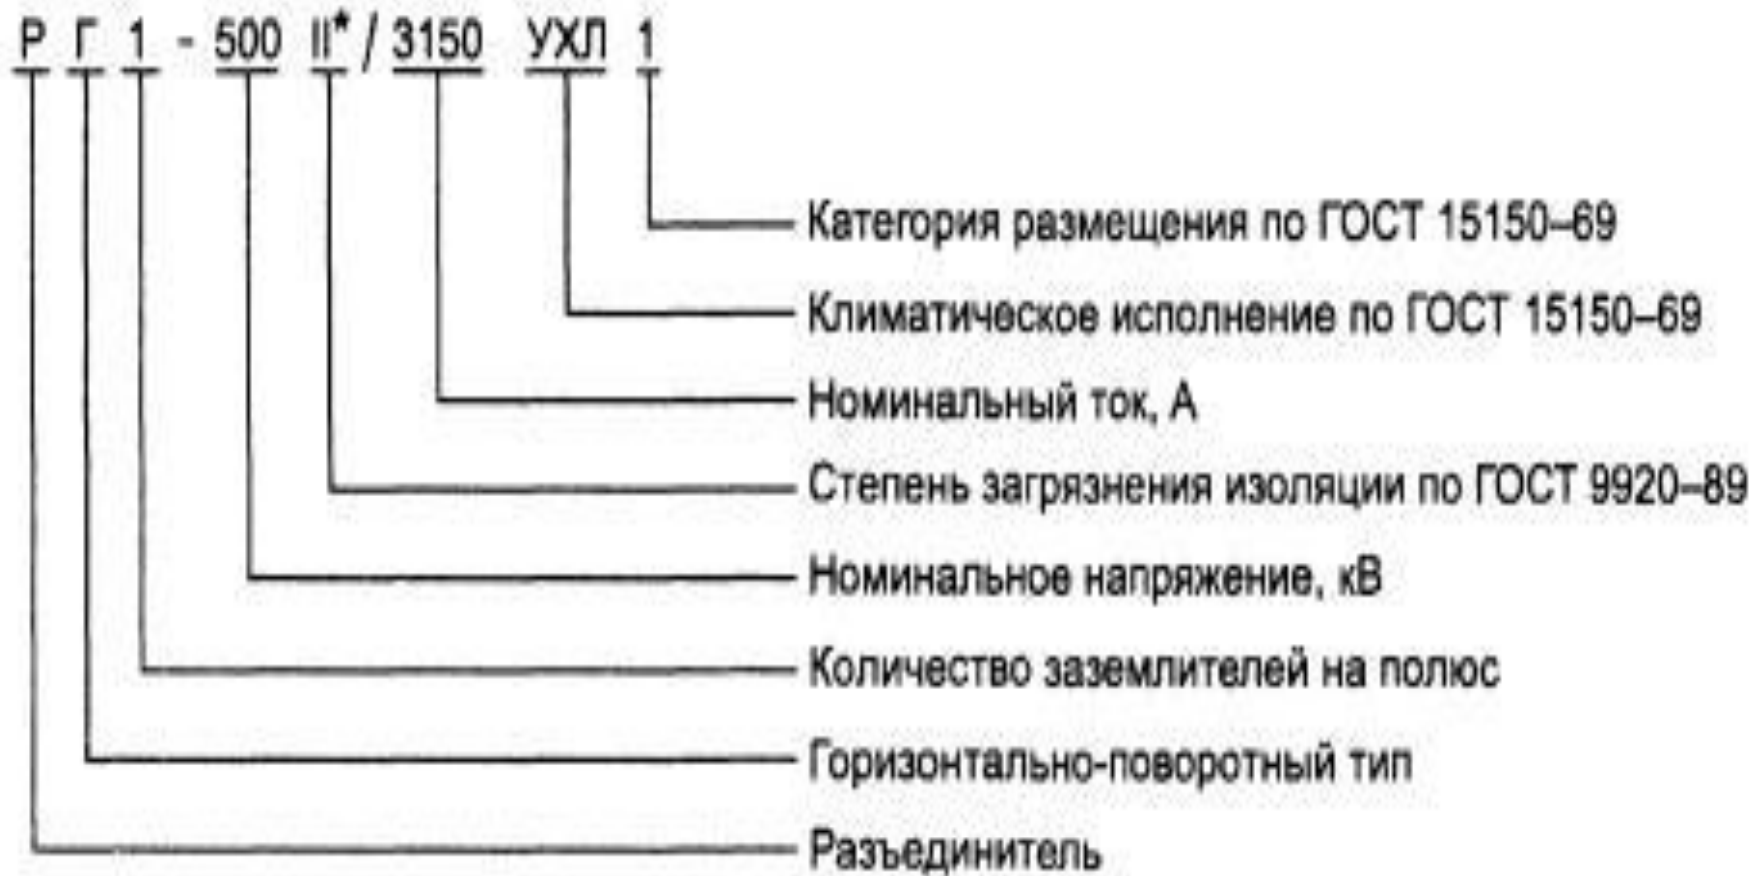 Р Г 1 - 500 II* / 3150 УХЛ 1
Категория размещения по ГОСТ 15150–69
Климатическое исполнение по ГОСТ 15150–69
Номинальный ток, А
Степень загрязнения изоляции по ГОСТ 9920–89
Номинальное напряжение, кВ
Количество заземлителей на полюс
Горизонтально-поворотный тип
Разъединитель